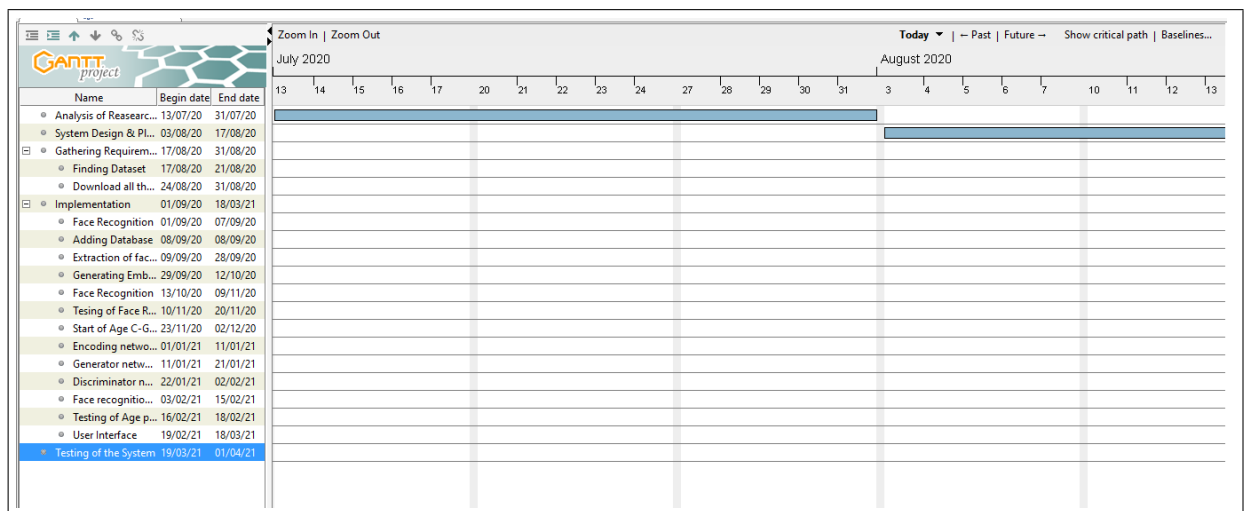 Zoom In | Zoom Out Today ▼ | ←Past | Future→ Show critical path | Baselines...
GANTT project
July 2020 August 2020
13 14 15 16 17 20 21 22 23 24 27 28 29 30 31 3 4 5 6 7 10 11 12 13
Name Begin date End date
Analysis of Reasearc... 13/07/20 31/07/20
System Design & Pl... 03/08/20 17/08/20
Gathering Requirem... 17/08/20 31/08/20
Finding Dataset 17/08/20 21/08/20
Download all th... 24/08/20 31/08/20
Implementation 01/09/20 18/03/21
Face Recognition 01/09/20 07/09/20
Adding Database 08/09/20 08/09/20
Extraction of fac... 09/09/20 28/09/20
Generating Emb... 29/09/20 12/10/20
Face Recognition 13/10/20 09/11/20
Tesing of Face R... 10/11/20 20/11/20
Start of Age C-G... 23/11/20 02/12/20
Encoding netwo... 01/01/21 11/01/21
Generator netw... 11/01/21 21/01/21
Discriminator n... 22/01/21 02/02/21
Face recognitio... 03/02/21 15/02/21
Testing of Age p... 16/02/21 18/02/21
User Interface 19/02/21 18/03/21
Testing of the System 19/03/21 01/04/21